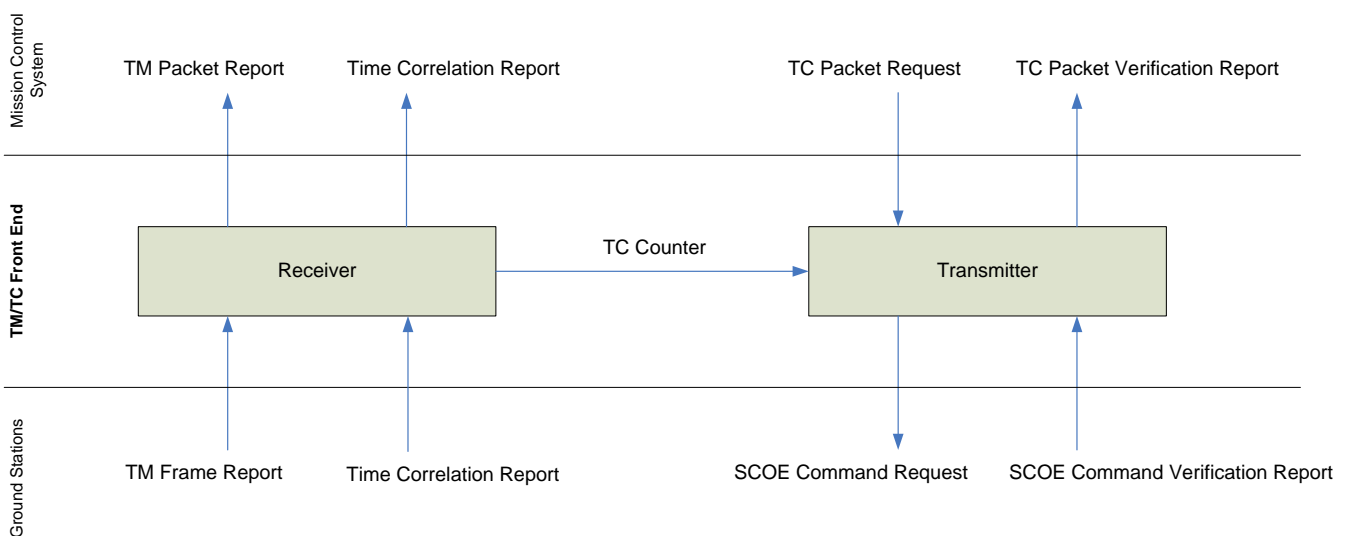 Mission Control
System
TM Packet Report
Time Correlation Report
TC Packet Request
TC Packet Verification Report
TM/TC Front End
Receiver
TC Counter
Transmitter
Ground Stations
TM Frame Report
Time Correlation Report
SCOE Command Request
SCOE Command Verification Report